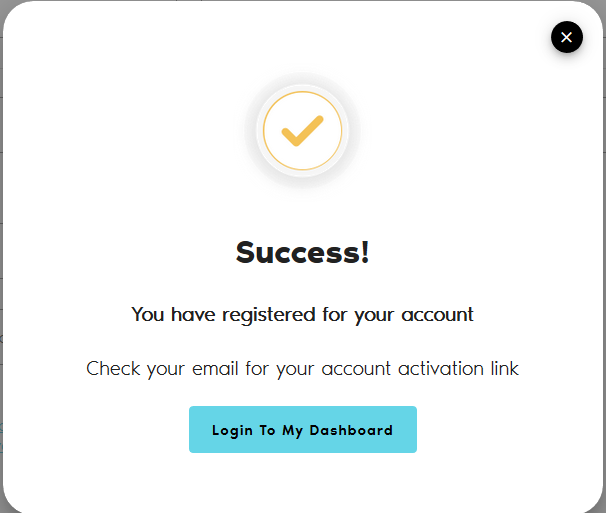 Success!
You have registered for your account
Check your email for your account activation link
Login To My Dashboard